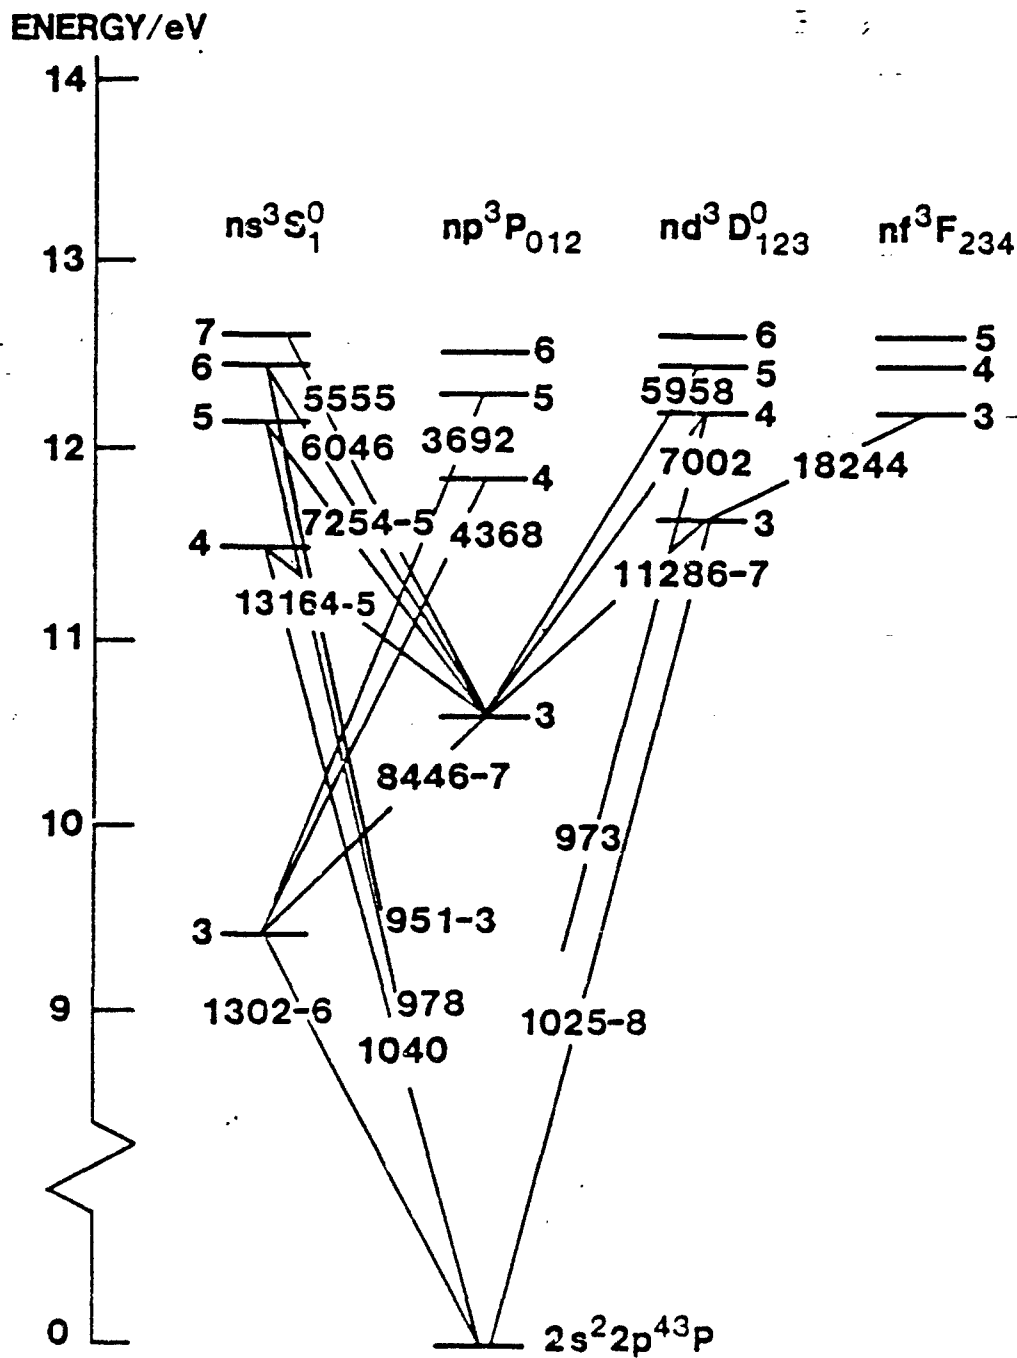 ENERGY/eV
14
ns³S⁰₁ np³P₀₁₂ nd³D⁰₁₂₃ nf³F₂₃₄
13
7 6 6 5
6 5 5 4
5555 5958
5 3692 4 3
6046 7002 18244
12
4
7254-5 4368 3
4
13164-5 11286-7
11
3
8446-7
10
973
3 951-3
9 1302-6 978 1025-8
1040
0 2s²2p⁴³P